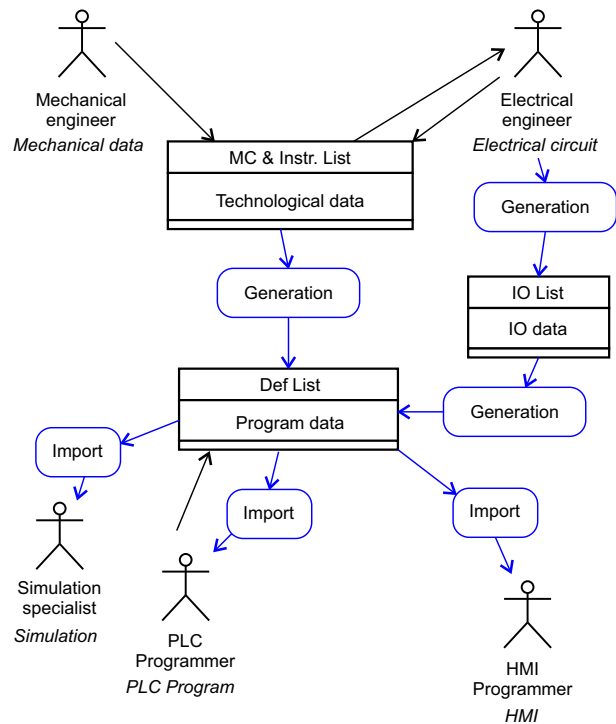 Mechanical
engineer
Mechanical data
Electrical
engineer
Electrical circuit
MC & Instr. List
Technological data
Generation
Generation
IO List
IO data
Def List
Program data
Generation
Import
Import
Import
Simulation
specialist
Simulation
PLC
Programmer
PLC Program
HMI
Programmer
HMI